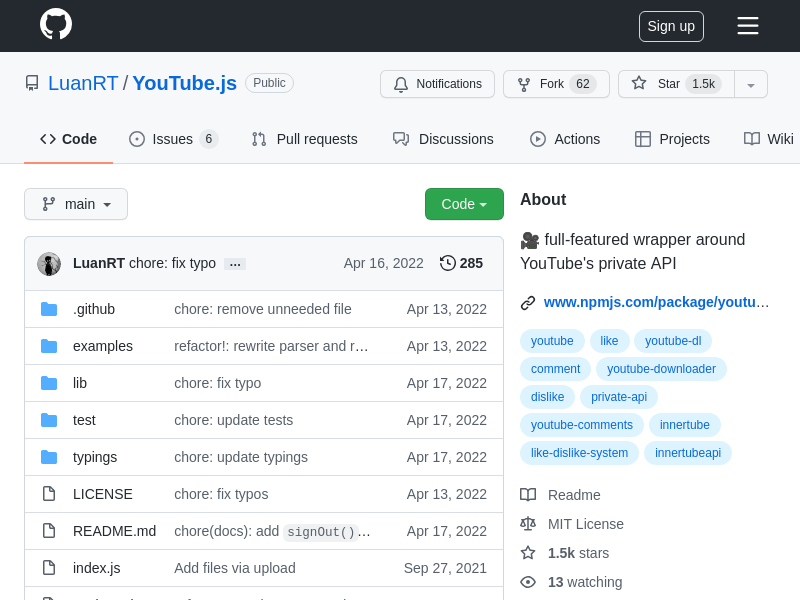 Sign up
LuanRT / YouTube.js Public
Notifications Fork 62 Star 1.5k
Code Issues 6 Pull requests Discussions Actions Projects Wiki
main Code
LuanRT chore: fix typo ... Apr 16, 2022 285
.github chore: remove unneeded file Apr 13, 2022
examples refactor!: rewrite parser and r… Apr 13, 2022
lib chore: fix typo Apr 17, 2022
test chore: update tests Apr 17, 2022
typings chore: update typings Apr 17, 2022
LICENSE chore: fix typos Apr 13, 2022
README.md chore(docs): add signOut()… Apr 17, 2022
index.js Add files via upload Sep 27, 2021
About
🎥 full-featured wrapper around
YouTube's private API
www.npmjs.com/package/youtu…
youtube like youtube-dl
comment youtube-downloader
dislike private-api
youtube-comments innertube
like-dislike-system innertubeapi
Readme
MIT License
1.5k stars
13 watching